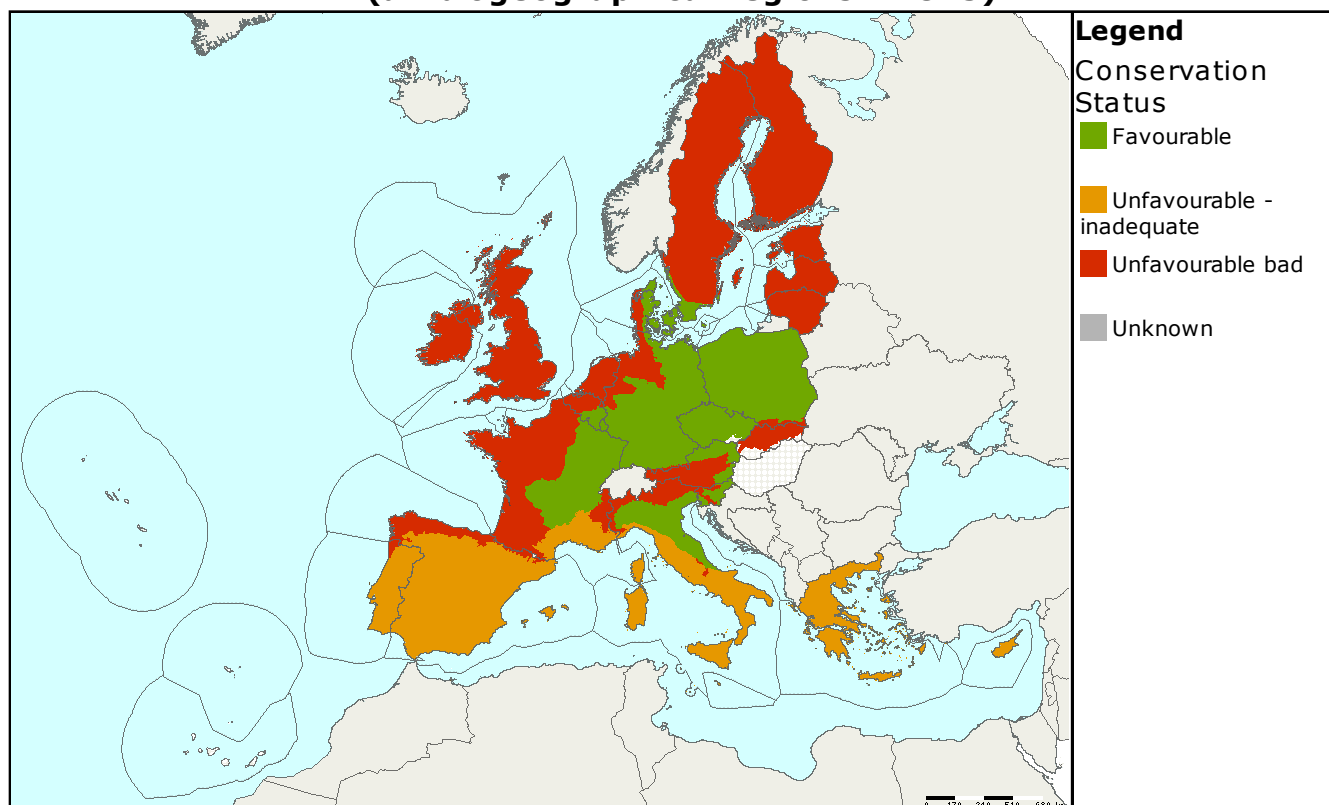 Legend
Conservation
Status
Favourable
Unfavourable -
inadequate
Unfavourable bad
Unknown